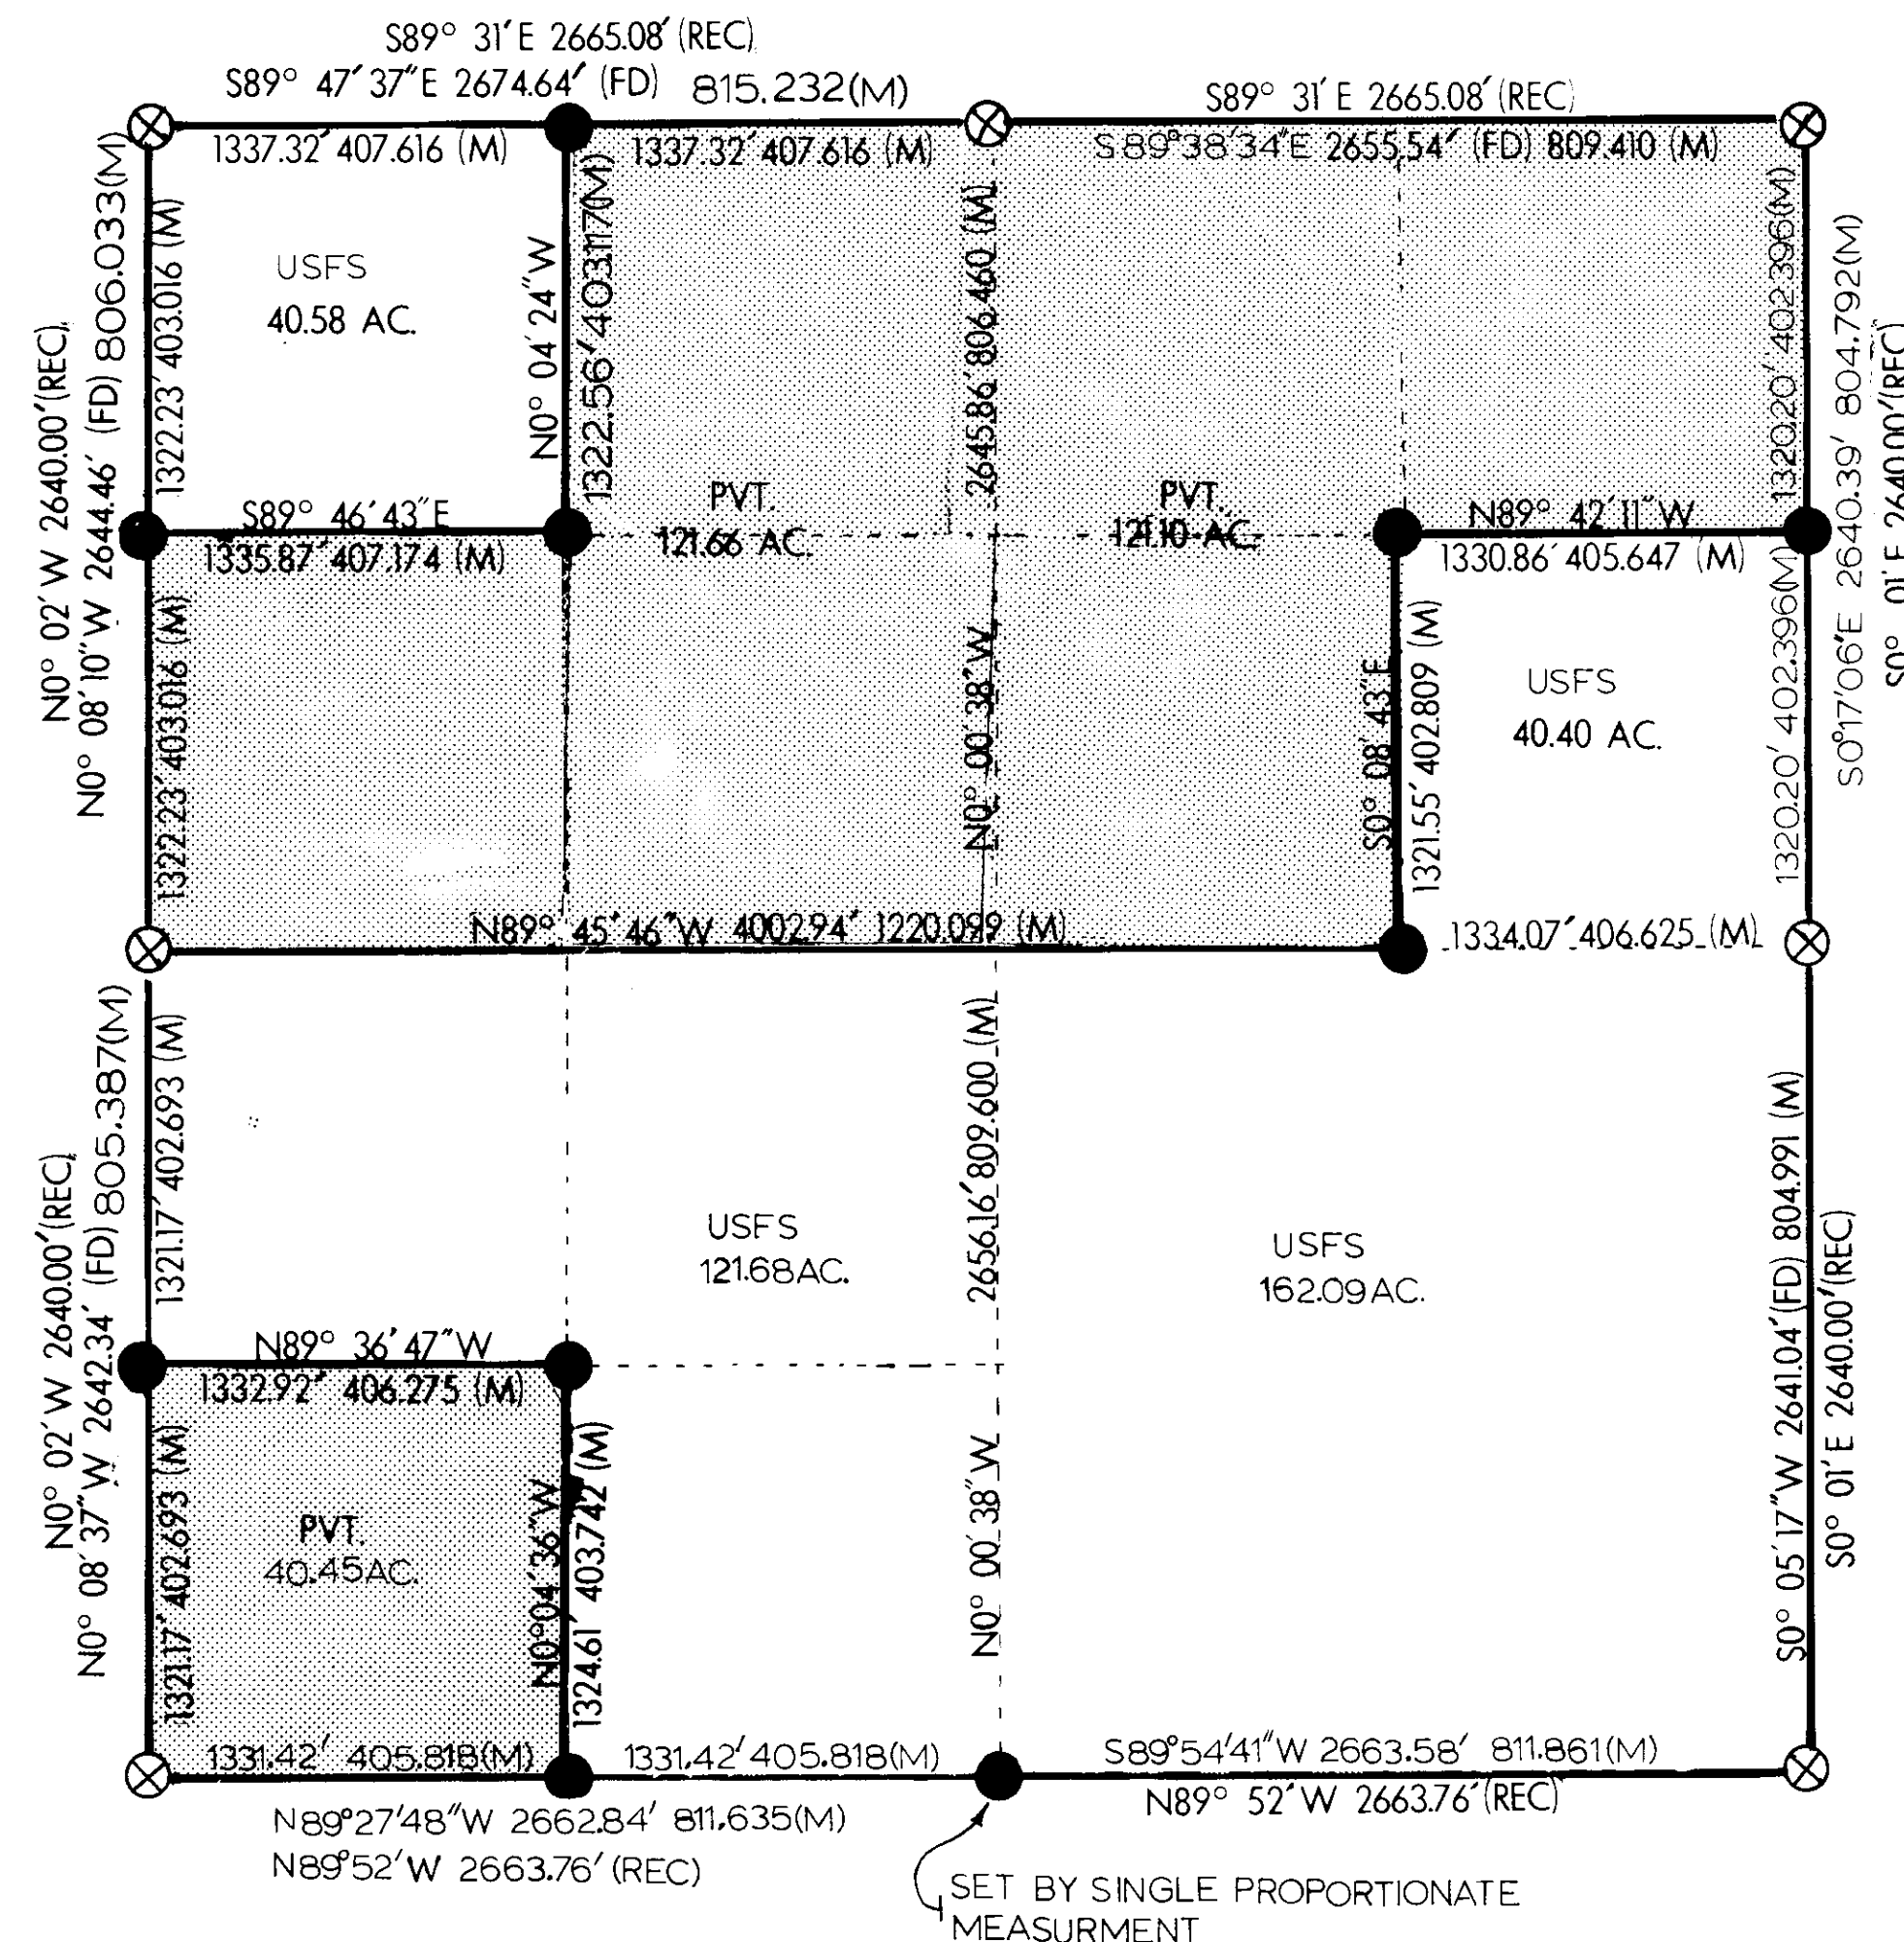 S89° 31' E 2665.08' (REC)
S89° 47' 37" E 2674.64' (FD) 815.232(M)
S89° 31' E 2665.08' (REC)
1337.32' 407.616 (M)
1337.32' 407.616 (M)
S89°38'34"E 2655.54' (FD) 809.410 (M)
N0° 02' W 2640.00' (REC)
N0° 08' 10" W 2644.46' (FD) 806.033(M)
1322.23' 403.016 (M)
USFS
40.58 AC.
N0° 04' 24" W
1322.56' 403.117(M)
2645.86' 806.460 (M)
1320.20' 402.396(M)
S0°17'06"E 2640.39' 804.792(M)
S0° 01' E 2640.00' (REC)
S89° 46' 43" E
1335.87' 407.174 (M)
PVT.
121.66 AC.
PVT.
121.10 AC.
N89° 42' 11" W
1330.86' 405.647 (M)
1322.23' 403.016 (M)
N0° 00' 38" W
S0° 08' 43" E
1321.55' 402.809 (M)
USFS
40.40 AC.
1320.20' 402.396(M)
N89° 45' 46" W 4002.94' 1220.099 (M)
1334.07' 406.625 (M)
N0° 02' W 2640.00' (REC)
N0° 08' 37" W 2642.34' (FD) 805.387(M)
1321.17' 402.693 (M)
2656.16' 809.600 (M)
USFS
121.68 AC.
USFS
162.09 AC.
S0° 05' 17" W 2641.04' (FD) 804.991 (M)
S0° 01' E 2640.00' (REC)
N89° 36' 47" W
1332.92' 406.275 (M)
1321.17' 402.693 (M)
PVT.
40.45 AC.
N0° 04' 36" W
1324.61' 403.742 (M)
N0° 00' 38" W
1331.42' 405.818(M)
1331.42' 405.818(M)
S89°54'41"W 2663.58' 811.861(M)
N89° 52' W 2663.76' (REC)
N89°27'48"W 2662.84' 811.635(M)
N89°52' W 2663.76' (REC)
SET BY SINGLE PROPORTIONATE
MEASURMENT